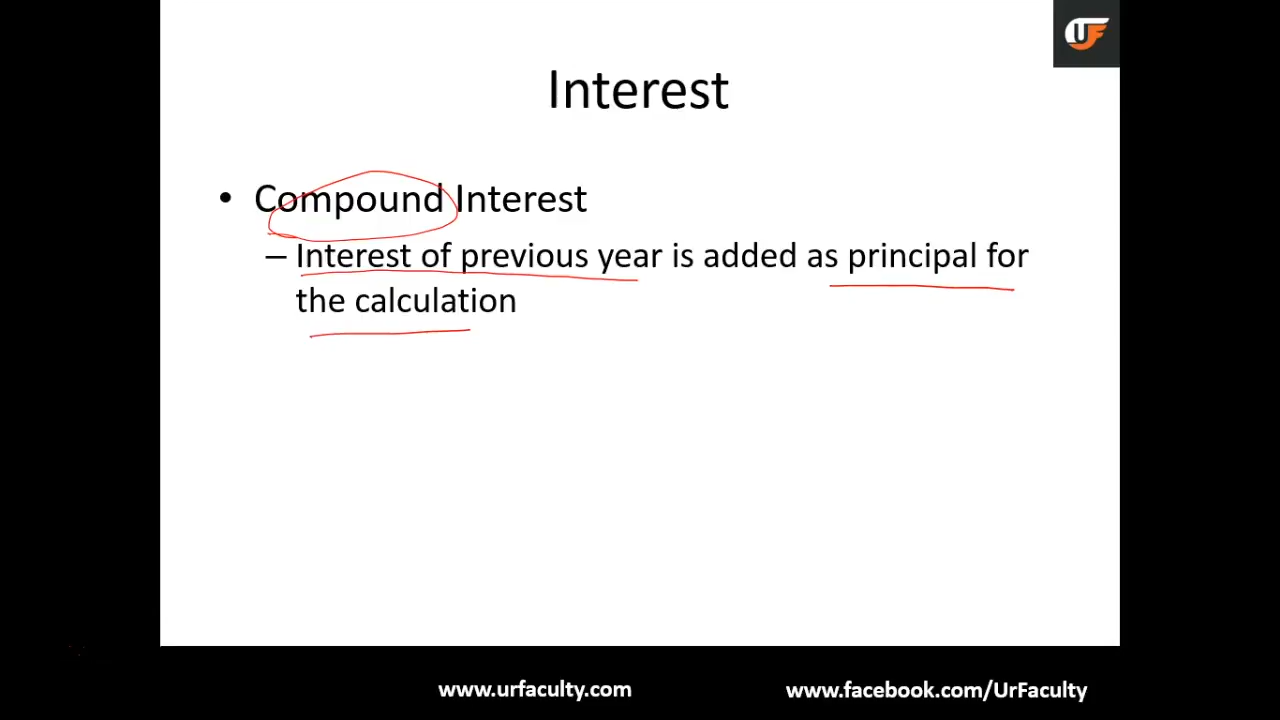 UF
Interest
• Compound Interest
– Interest of previous year is added as principal for
the calculation
www.urfaculty.com www.facebook.com/UrFaculty